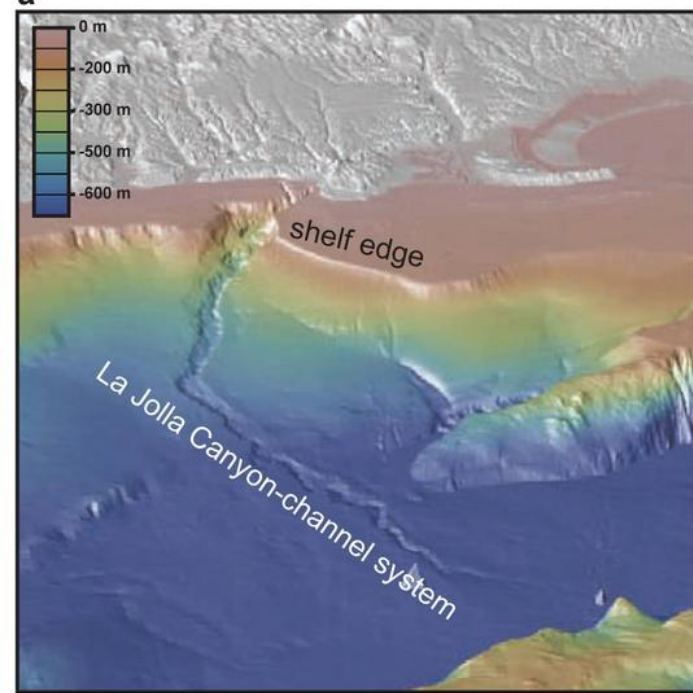 a
0 m
-200 m
-300 m
-500 m
-600 m
shelf edge
La Jolla Canyon-channel system